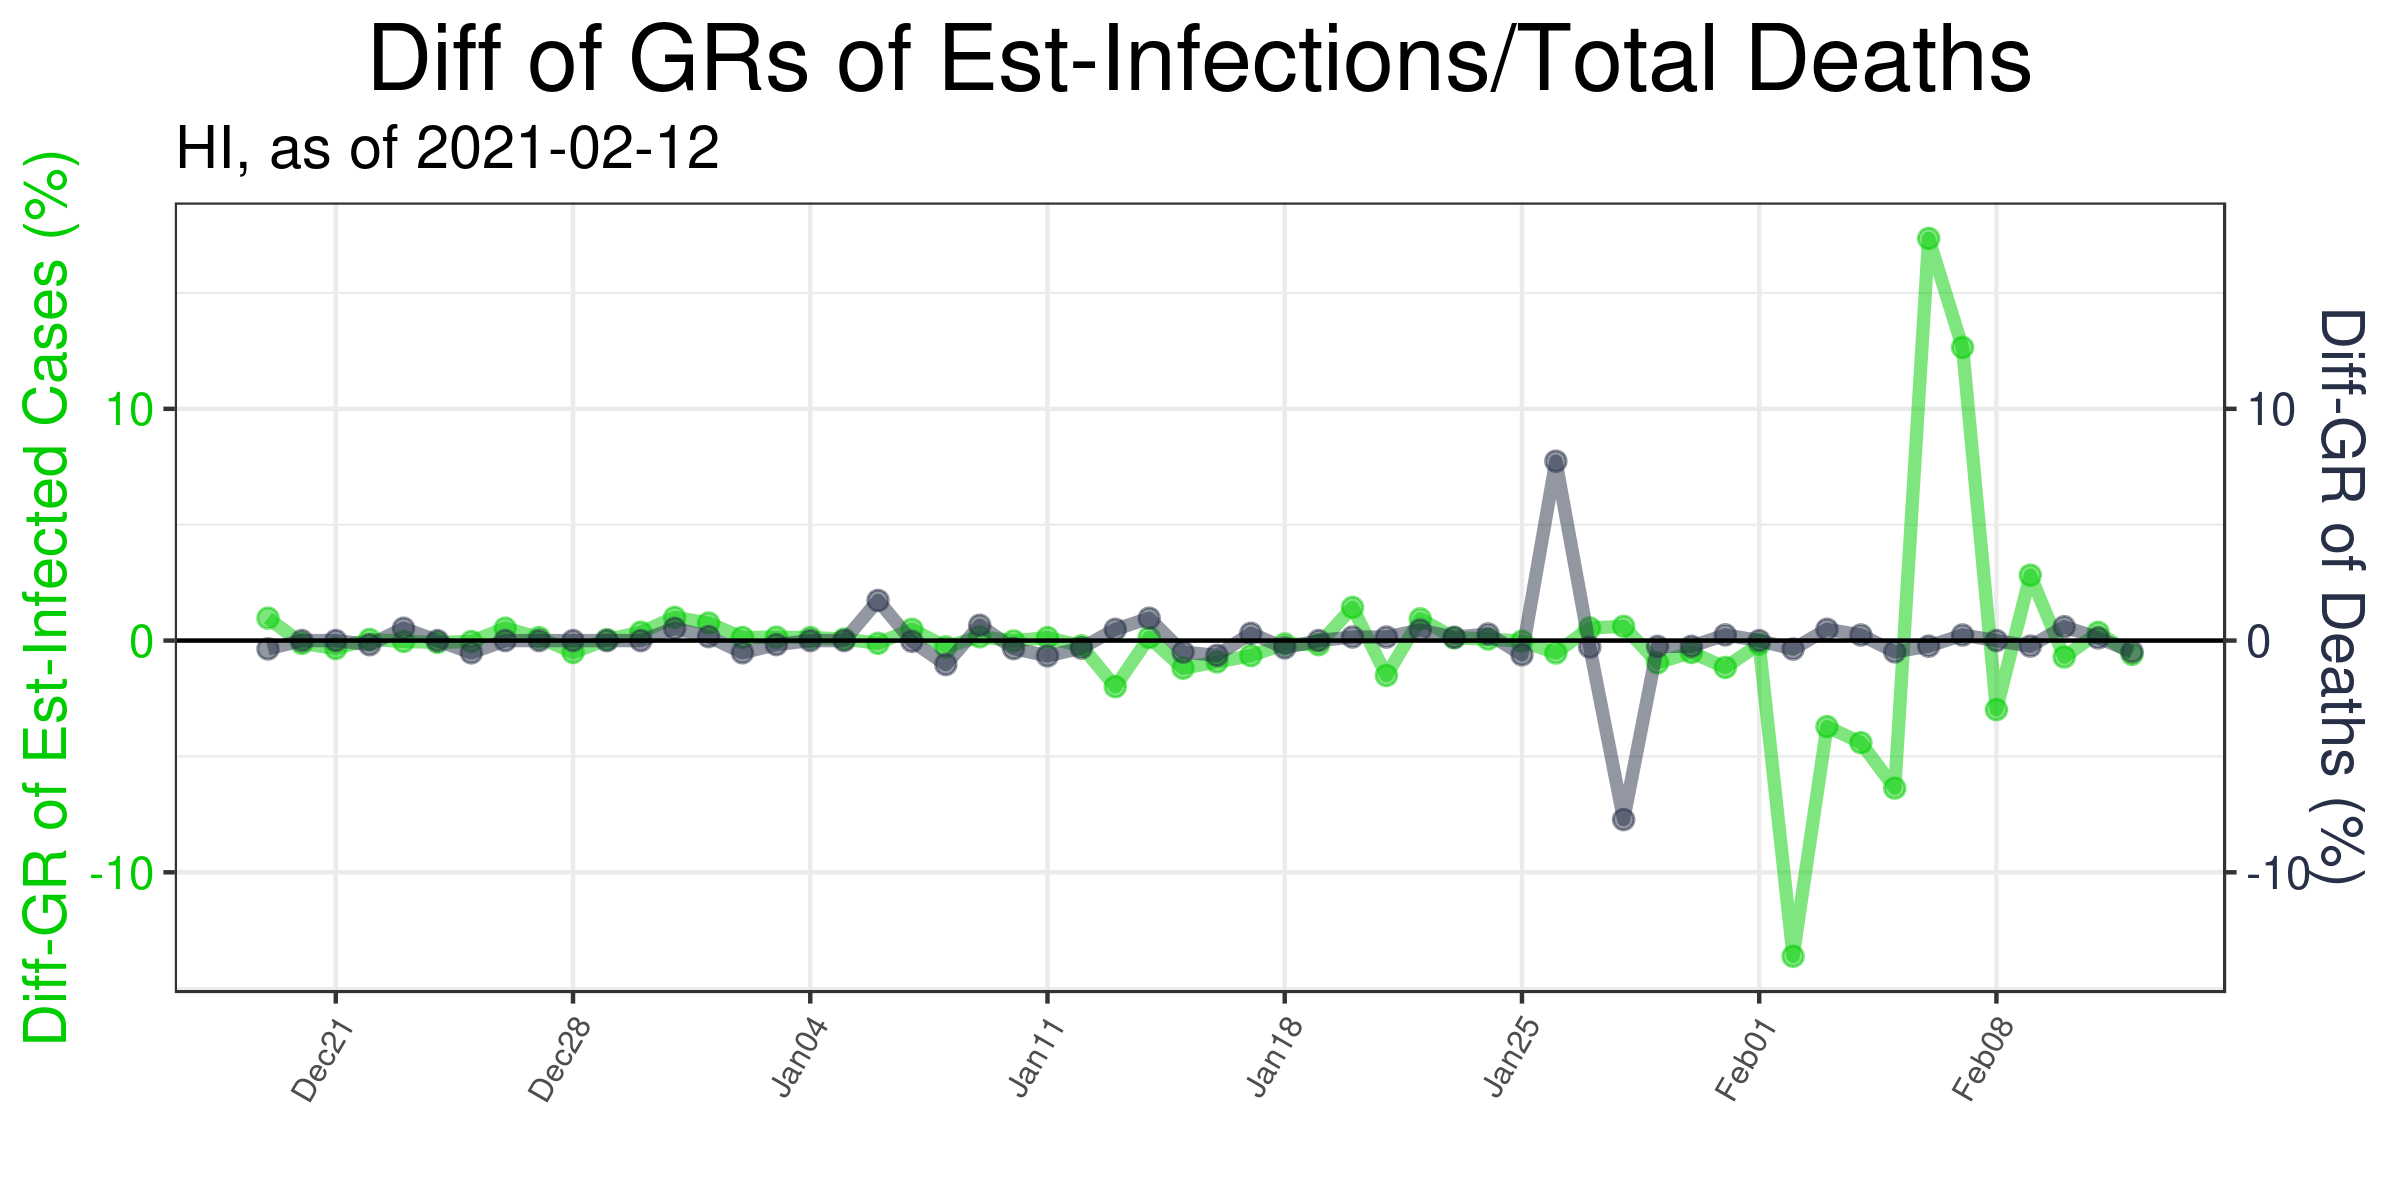 Diff of GRs of Est-Infections/Total Deaths
HI, as of 2021-02-12
Diff-GR of Est-Infected Cases (%)
10
0
-10
10
0
-10
Diff-GR of Deaths (%)
Dec21
Dec28
Jan04
Jan11
Jan18
Jan25
Feb01
Feb08